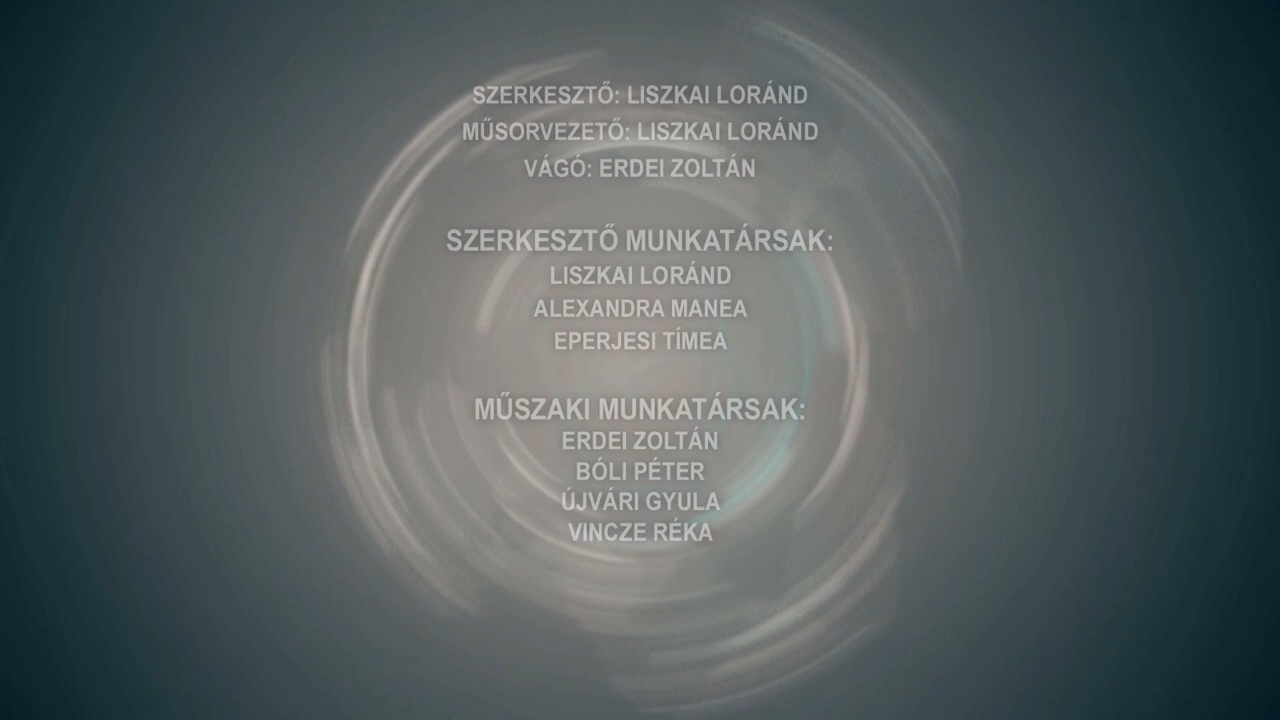 SZERKESZTŐ: LISZKAI LORÁND
MŰSORVEZETŐ: LISZKAI LORÁND
VÁGÓ: ERDEI ZOLTÁN
SZERKESZTŐ MUNKATÁRSAK:
LISZKAI LORÁND
ALEXANDRA MANEA
EPERJESI TÍMEA
MŰSZAKI MUNKATÁRSAK:
ERDEI ZOLTÁN
BÓLI PÉTER
ÚJVÁRI GYULA
VINCZE RÉKA